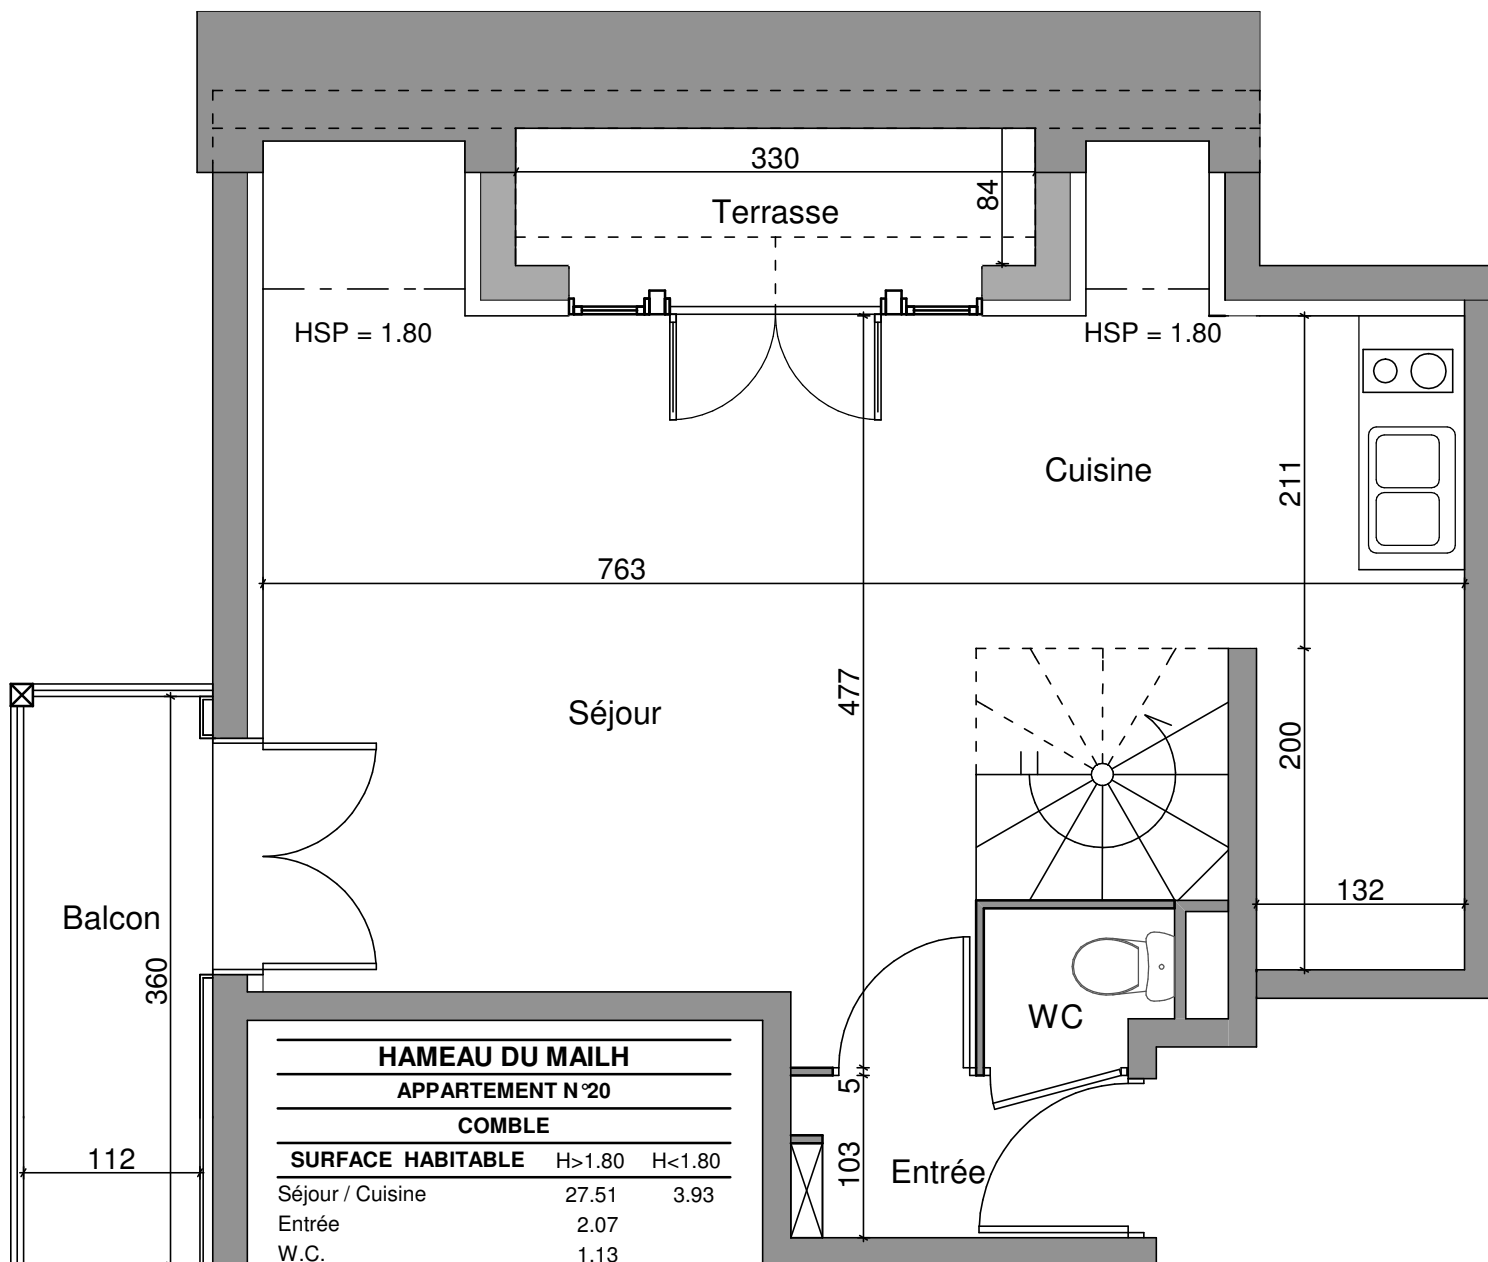 330
84
Terrasse
HSP = 1.80
HSP = 1.80
Cuisine
211
763
477
Séjour
200
132
Balcon
360
WC
5
112
103
Entrée
HAMEAU DU MAILH
APPARTEMENT N°20
COMBLE
SURFACE HABITABLE H>1.80 H<1.80
Séjour / Cuisine 27.51 3.93
Entrée 2.07
W.C. 1.13